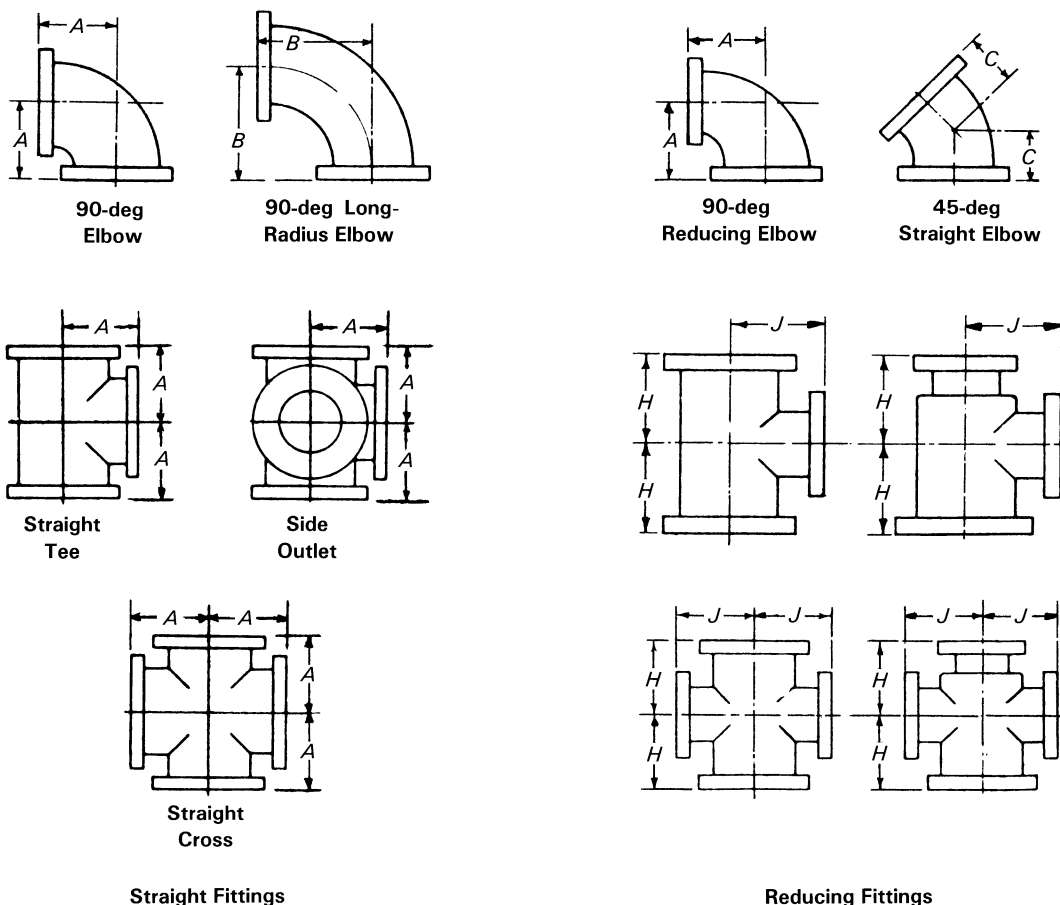 A
B
A
C
A
B
A
C
90-deg
Elbow
90-deg Long-
Radius Elbow
90-deg
Reducing Elbow
45-deg
Straight Elbow
A
A
J
J
A
A
H
H
A
A
H
H
Straight
Tee
Side
Outlet
A
A
J
J
J
J
A
H
H
A
H
H
Straight
Cross
Straight Fittings
Reducing Fittings